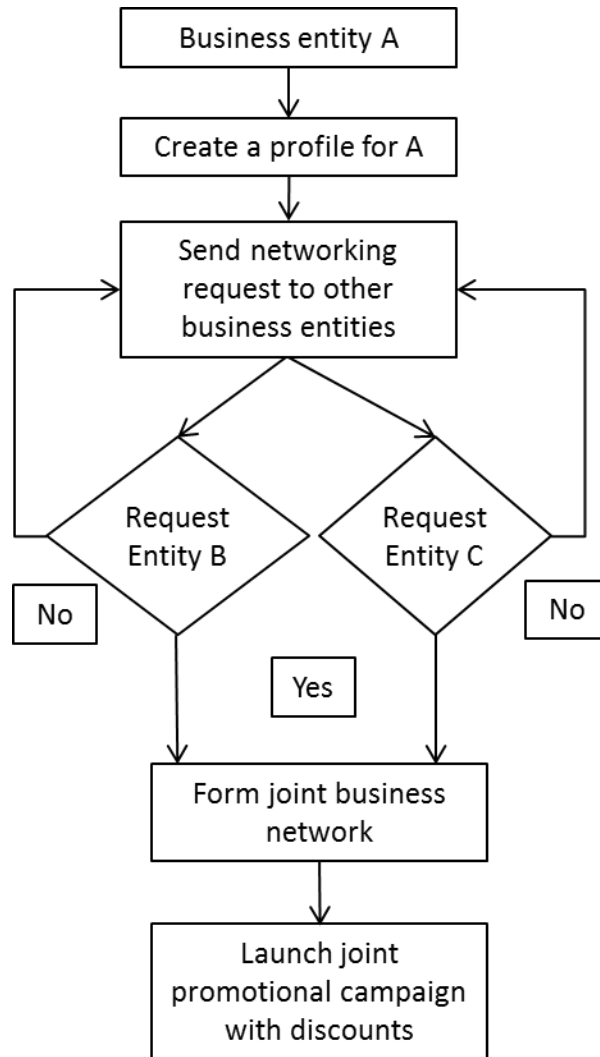 Business entity A
Create a profile for A
Send networking
request to other
business entities
Request
Entity B
Request
Entity C
No
No
Yes
Form joint business
network
Launch joint
promotional campaign
with discounts